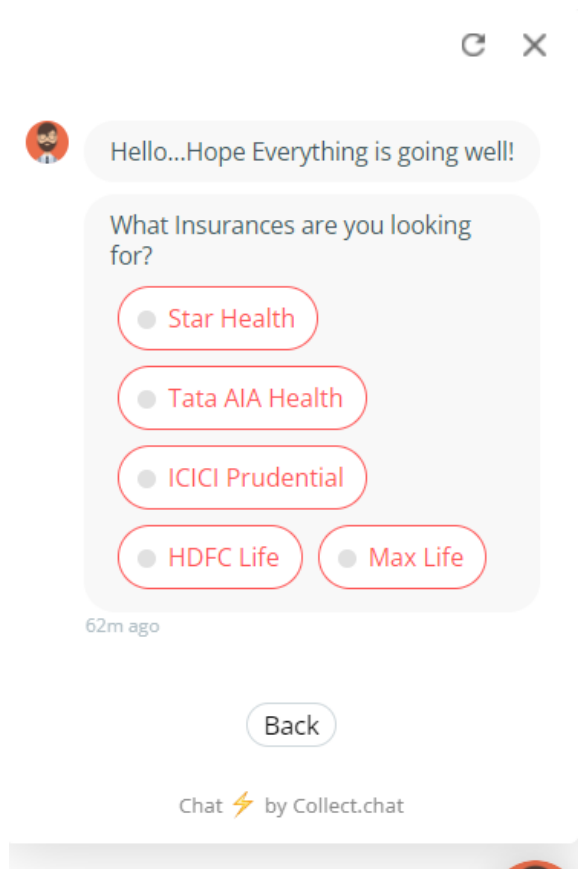 Hello...Hope Everything is going well!
What Insurances are you looking
for?
Star Health
Tata AIA Health
ICICI Prudential
HDFC Life
Max Life
62m ago
Back
Chat ⚡ by Collect.chat